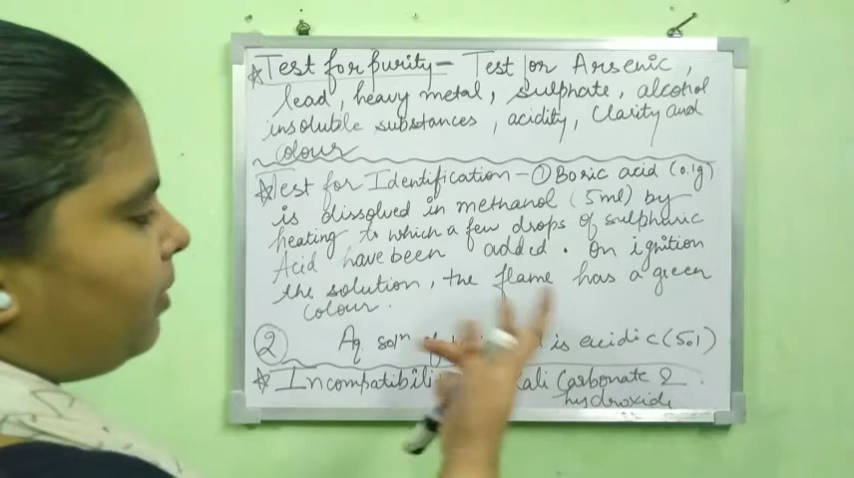 ☆ Test for purity - Test for Arsenic,
lead, heavy metal, sulphate, alcohol
insoluble substances, acidity, Clarity and
colour
☆ Test for Identification - ① Boric acid (0.1g)
is dissolved in methanol (5ml) by
heating to which a few drops of sulphuric
Acid have been added. On ignition
the solution, the flame has a green
colour.
② Aq soln of is acidic (5.1)
☆ Carbonate &
hydroxide